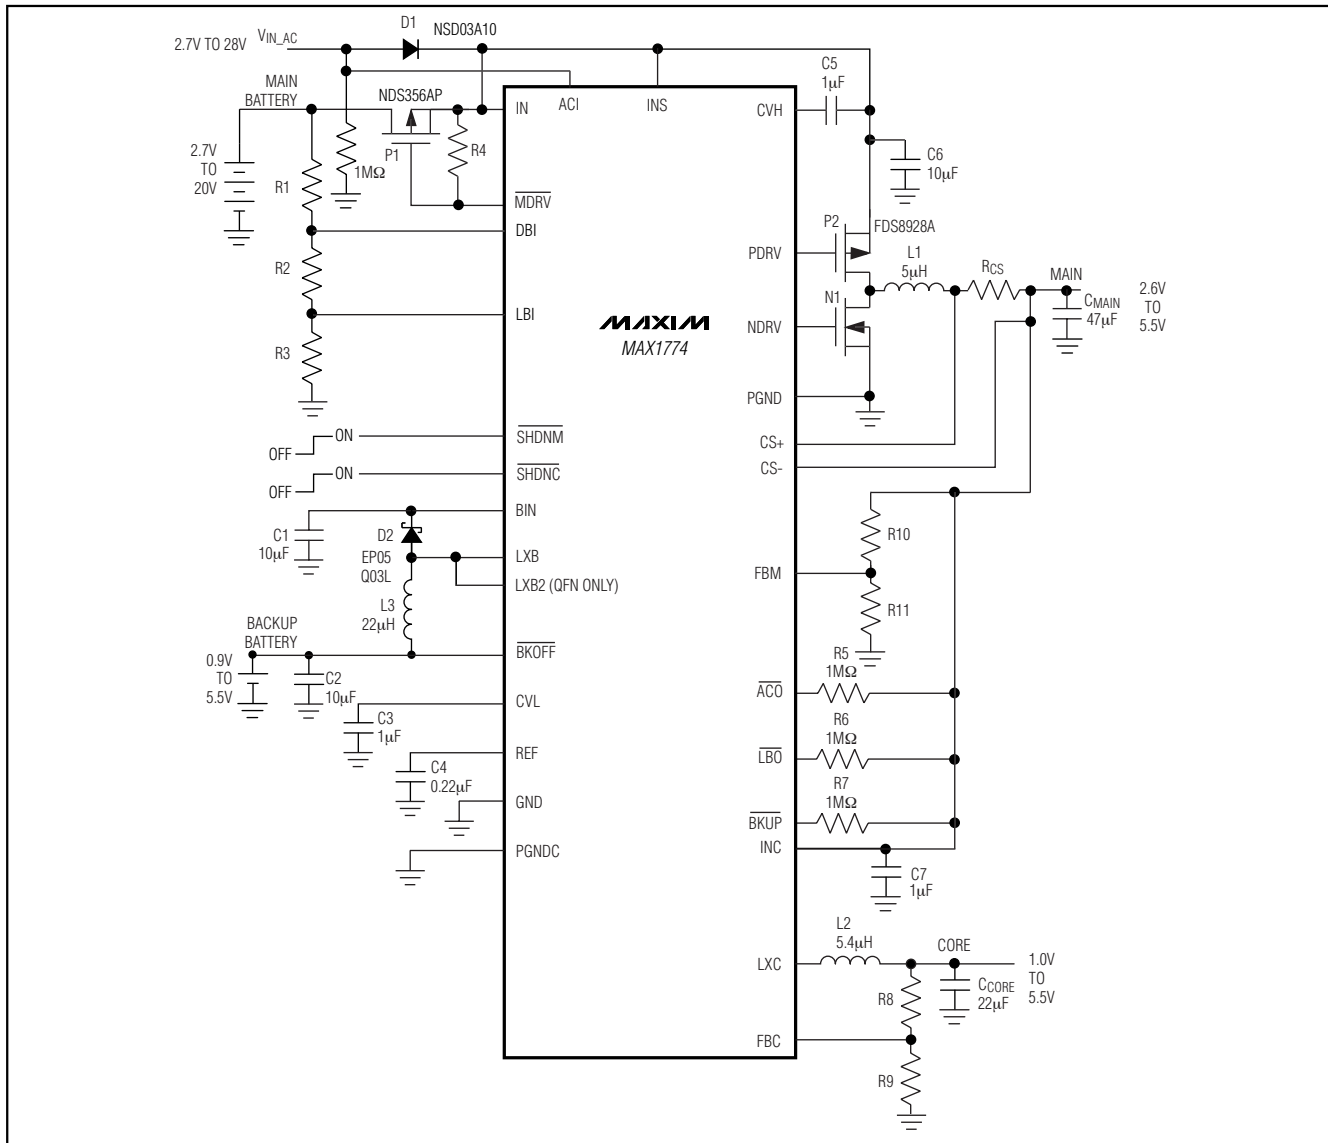 D1
NSD03A10
2.7V TO 28V
VIN_AC
MAIN
BATTERY
NDS356AP
IN
ACI
INS
CVH
C5
1µF
P1
R4
C6
10µF
2.7V
TO
20V
R1
1MΩ
MDRV
DBI
P2
FDS8928A
PDRV
R2
L1
5µH
RCS
MAIN
LBI
N1
NDRV
CMAIN
47µF
2.6V
TO
5.5V
MAXIM
MAX1774
R3
PGND
OFF
ON
SHDNM
CS+
CS-
OFF
ON
SHDNC
BIN
C1
10µF
D2
EP05
Q03L
LXB
LXB2 (QFN ONLY)
R10
FBM
R11
L3
22µH
BACKUP
BATTERY
BKOFF
0.9V
TO
5.5V
C2
10µF
R5
1MΩ
ACO
CVL
C3
1µF
R6
1MΩ
LBO
REF
C4
0.22µF
R7
1MΩ
BKUP
GND
INC
PGNDC
C7
1µF
L2
5.4µH
CORE
LXC
1.0V
TO
5.5V
R8
CCORE
22µF
FBC
R9